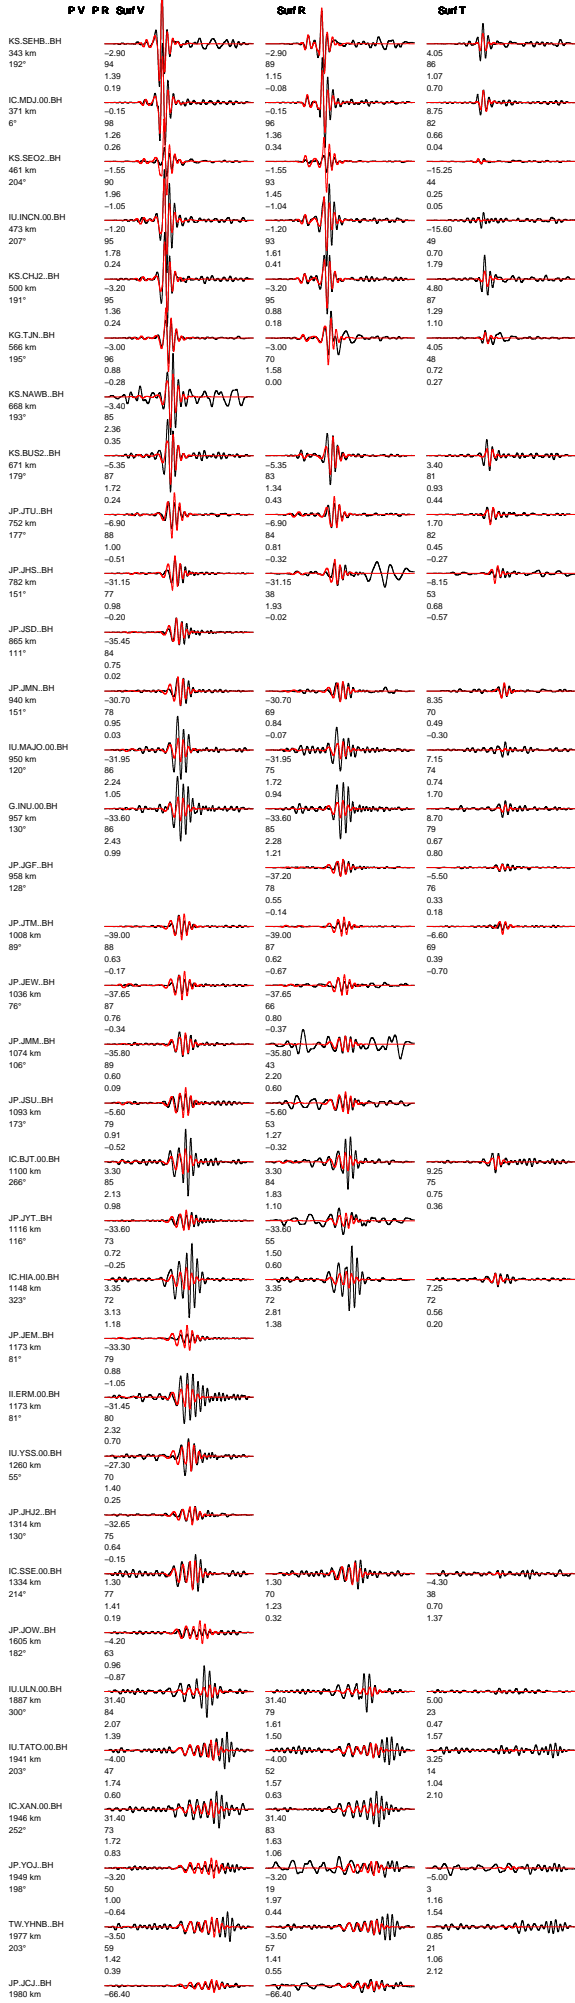 P V P R Surf V Surf R Surf T
KS.SEHB..BH
343 km −2.90 −2.90 4.05
192° 94 89 86
1.39 1.15 1.07
0.19 −0.08 0.70
IC.MDJ.00.BH
371 km −0.15 −0.15 8.75
6° 98 96 82
1.26 1.36 0.66
0.26 0.34 0.04
KS.SEO2..BH
461 km −1.55 −1.55 −15.25
204° 90 93 44
1.96 1.45 0.25
−1.05 −1.04 0.05
IU.INCN.00.BH
473 km −1.20 −1.20 −15.60
207° 95 93 49
1.78 1.61 0.70
0.24 0.41 1.79
KS.CHJ2..BH
500 km −3.20 −3.20 4.80
191° 95 95 87
1.36 0.88 1.29
0.24 0.18 1.10
KG.TJN..BH
566 km −3.00 −3.00 4.05
195° 96 70 48
0.88 1.58 0.72
−0.28 0.00 0.27
KS.NAWB..BH
668 km −3.40
193° 85
2.36
0.35
KS.BUS2..BH
671 km −5.35 −5.35 3.40
179° 87 83 81
1.72 1.34 0.93
0.24 0.43 0.44
JP.JTU..BH
752 km −6.90 −6.90 1.70
177° 88 84 82
1.00 0.81 0.45
−0.51 −0.32 −0.27
JP.JHS..BH
782 km −31.15 −31.15 −8.15
151° 77 38 53
0.98 1.93 0.68
−0.20 −0.02 −0.57
JP.JSD..BH
865 km −35.45
111° 84
0.75
0.02
JP.JMN..BH
940 km −30.70 −30.70 8.35
151° 78 69 70
0.95 0.84 0.49
0.03 −0.07 −0.30
IU.MAJO.00.BH
950 km −31.95 −31.95 7.15
120° 86 75 74
2.24 1.72 0.74
1.05 0.94 1.70
G.INU.00.BH
957 km −33.60 −33.60 8.70
130° 86 85 79
2.43 2.28 0.67
0.99 1.21 0.80
JP.JGF..BH
958 km −37.20 −5.50
128° 78 76
0.55 0.33
−0.14 0.18
JP.JTM..BH
1008 km −39.00 −39.00 −6.60
89° 88 87 69
0.63 0.62 0.39
−0.17 −0.67 −0.70
JP.JEW..BH
1036 km −37.65 −37.65
76° 87 66
0.76 0.80
−0.34 −0.37
JP.JMM..BH
1074 km −35.80 −35.80
106° 89 43
0.60 2.20
0.09 0.60
JP.JSU..BH
1093 km −5.60 −5.60
173° 79 53
0.91 1.27
−0.52 −0.32
IC.BJT.00.BH
1100 km 3.30 3.30 9.25
266° 85 84 75
2.13 1.83 0.75
0.98 1.10 0.36
JP.JYT..BH
1116 km −33.60 −33.60
116° 73 55
0.72 1.50
−0.25 0.60
IC.HIA.00.BH
1148 km 3.35 3.35 7.25
323° 72 72 72
3.13 2.81 0.56
1.18 1.38 0.20
JP.JEM..BH
1173 km −33.30
81° 79
0.88
−1.05
II.ERM.00.BH
1173 km −31.45
81° 80
2.32
0.70
IU.YSS.00.BH
1260 km −27.30
55° 70
1.40
0.25
JP.JHJ2..BH
1314 km −32.65
130° 75
0.64
−0.15
IC.SSE.00.BH
1334 km 1.30 1.30 −4.30
214° 77 70 38
1.41 1.23 0.70
0.19 0.32 1.37
JP.JOW..BH
1605 km −4.20
182° 63
0.96
−0.87
IU.ULN.00.BH
1887 km 31.40 31.40 5.00
300° 84 79 23
2.07 1.61 0.47
1.39 1.50 1.57
IU.TATO.00.BH
1941 km −4.00 −4.00 3.25
203° 47 52 14
1.74 1.57 1.04
0.60 0.63 2.10
IC.XAN.00.BH
1946 km 31.40 31.40
252° 73 83
1.72 1.63
0.83 1.06
JP.YOJ..BH
1949 km −3.20 −3.20 −5.00
198° 50 19 3
1.00 1.97 1.16
−0.64 0.44 1.54
TW.YHNB..BH
1977 km −3.50 −3.50 0.85
203° 59 57 21
1.42 1.41 1.06
0.39 0.55 2.12
JP.JCJ..BH
1980 km −66.40 −66.40